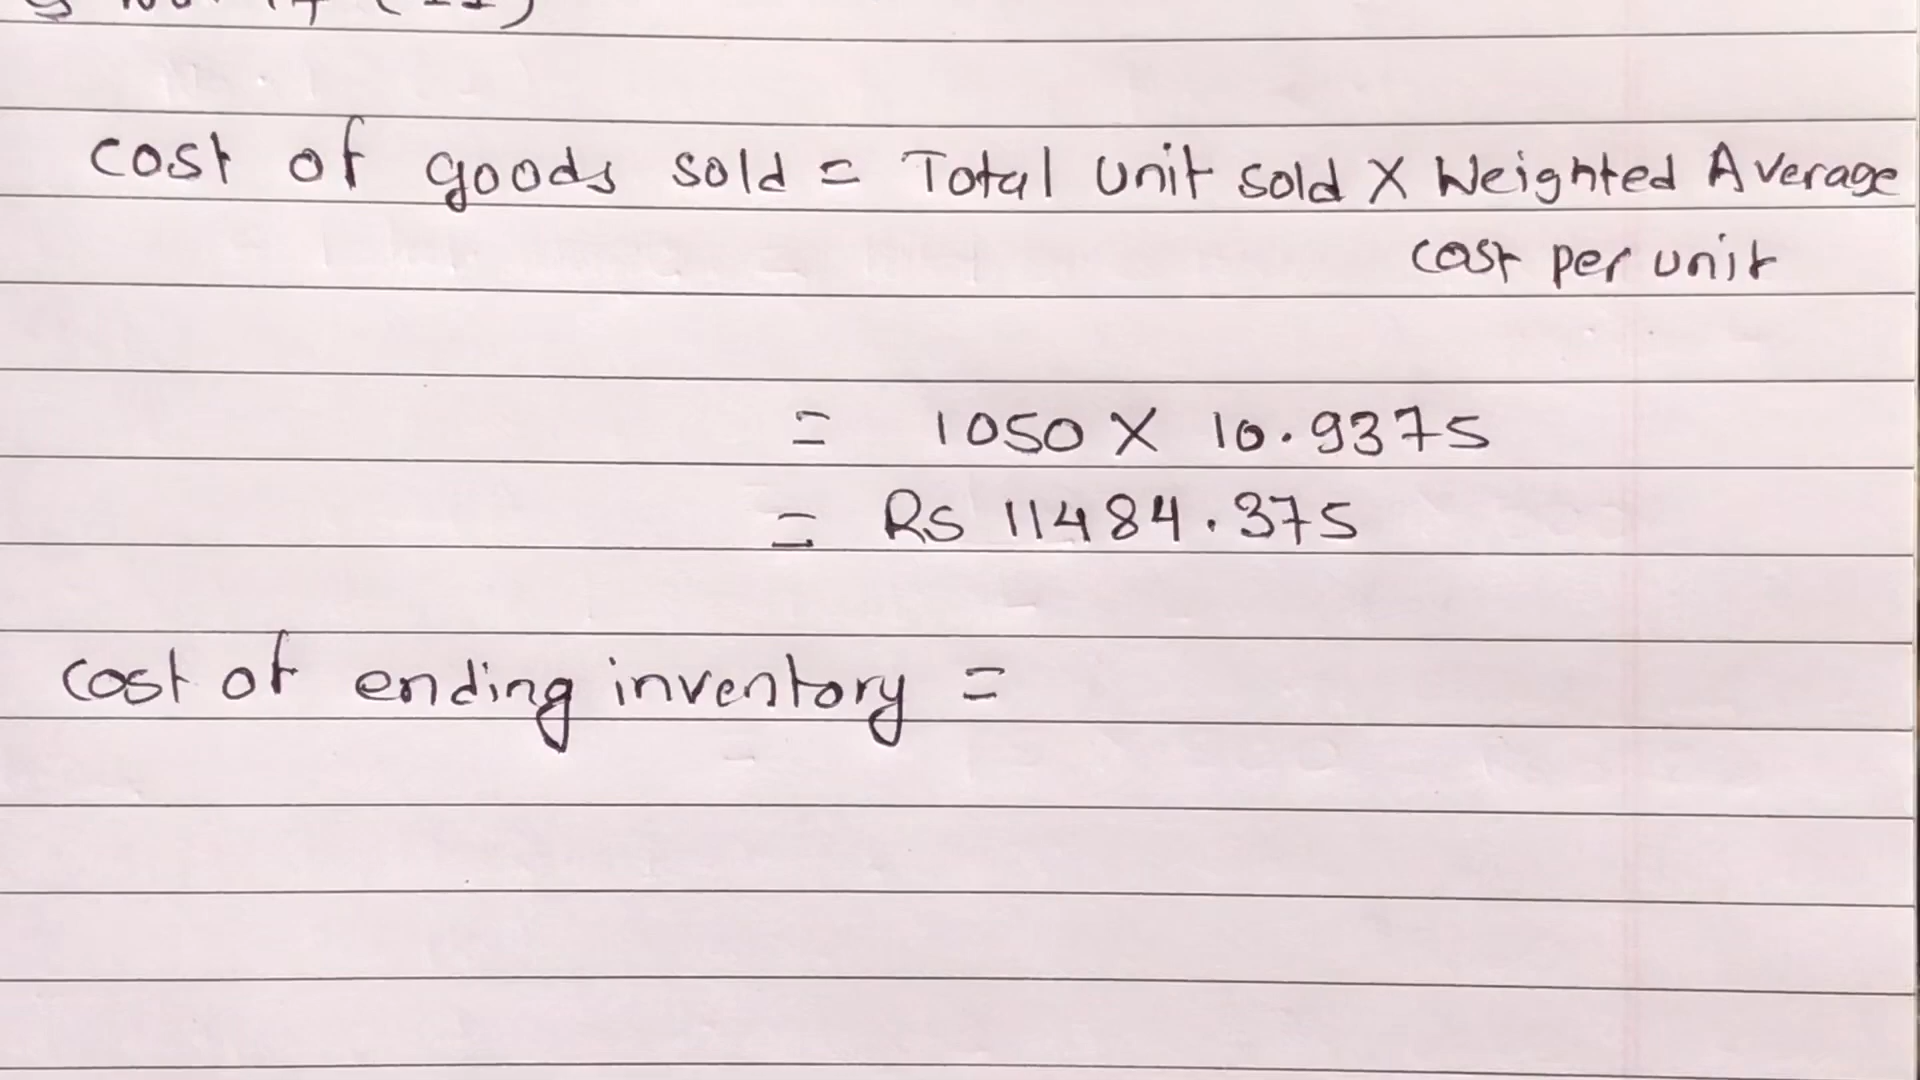 cost of goods sold = Total unit sold X Weighted Average
cost per unit
= 1050 X 10.9375
= Rs 11484.375
cost of ending inventory =